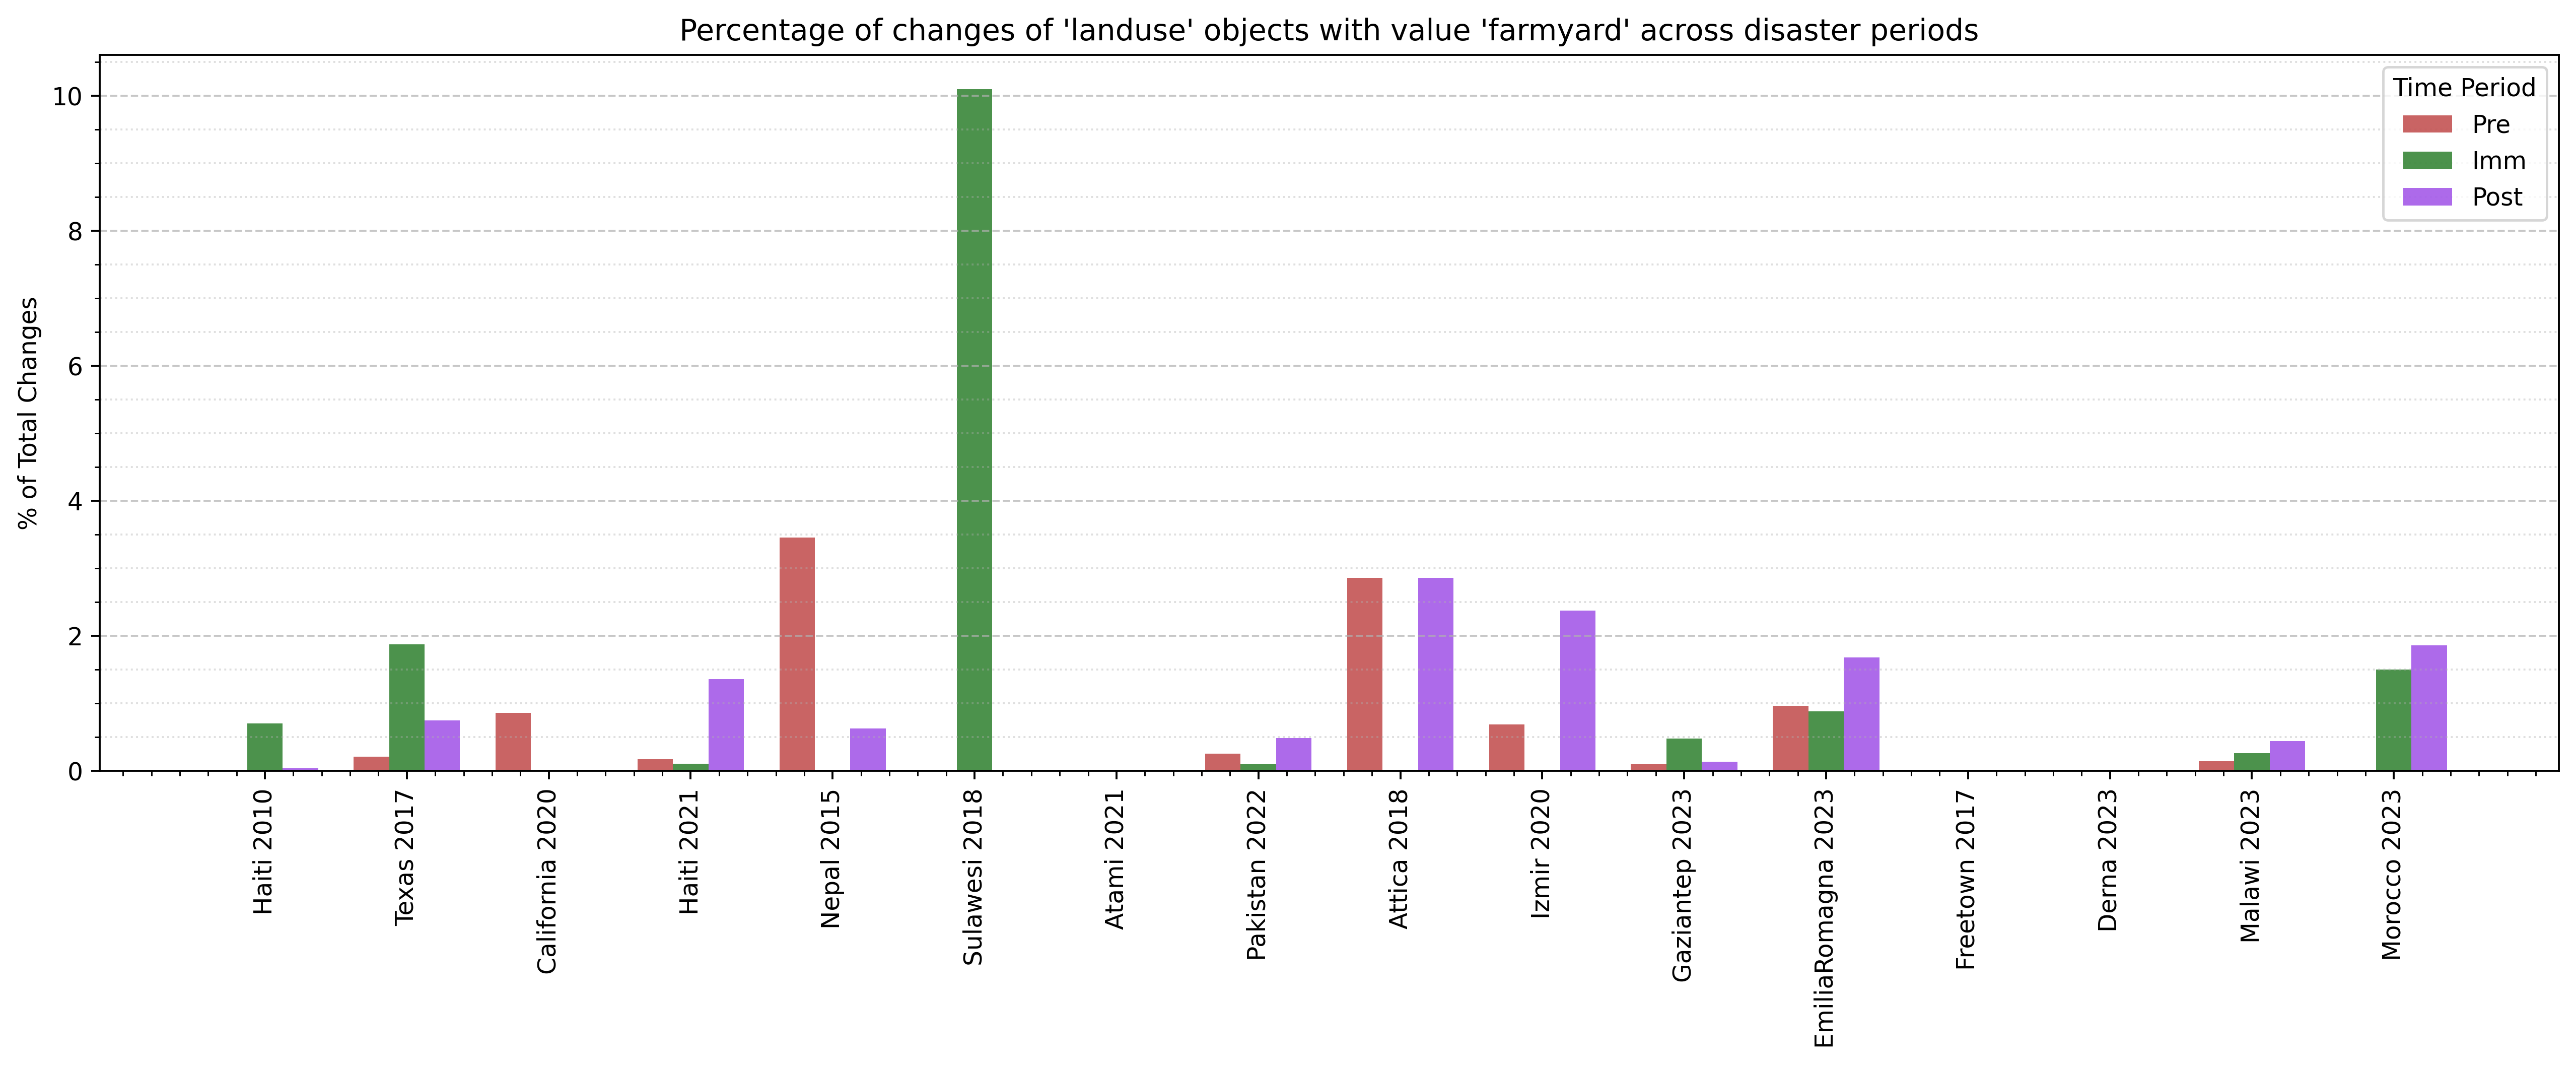 Percentage of changes of 'landuse' objects with value 'farmyard' across disaster periods
% of Total Changes
10
8
6
4
2
0
Time Period
Pre
Imm
Post
Haiti 2010
Texas 2017
California 2020
Haiti 2021
Nepal 2015
Sulawesi 2018
Atami 2021
Pakistan 2022
Attica 2018
Izmir 2020
Gaziantep 2023
EmiliaRomagna 2023
Freetown 2017
Derna 2023
Malawi 2023
Morocco 2023